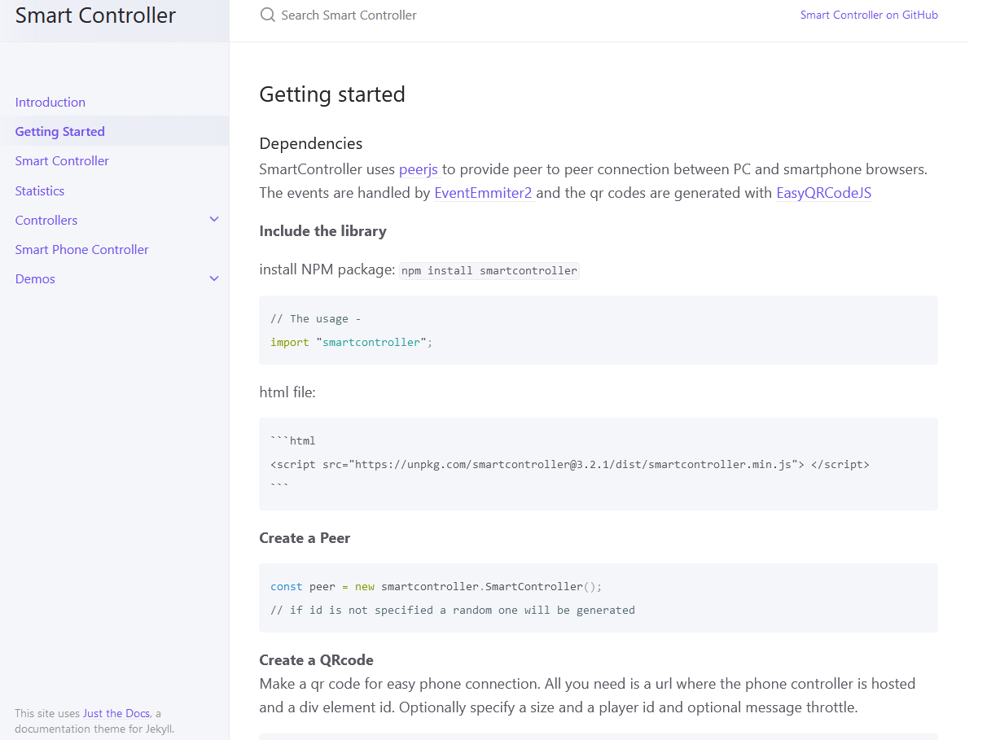 Smart Controller
Search Smart Controller
Smart Controller on GitHub
Introduction
Getting Started
Smart Controller
Statistics
Controllers
Smart Phone Controller
Demos
This site uses Just the Docs, a
documentation theme for Jekyll.
Getting started
Dependencies
SmartController uses peerjs to provide peer to peer connection between PC and smartphone browsers.
The events are handled by EventEmmiter2 and the qr codes are generated with EasyQRCodeJS
Include the library
install NPM package: npm install smartcontroller
// The usage -
import "smartcontroller";
html file:
```html
<script src="https://unpkg.com/smartcontroller@3.2.1/dist/smartcontroller.min.js"> </script>
```
Create a Peer
const peer = new smartcontroller.SmartController();
// if id is not specified a random one will be generated
Create a QRcode
Make a qr code for easy phone connection. All you need is a url where the phone controller is hosted
and a div element id. Optionally specify a size and a player id and optional message throttle.